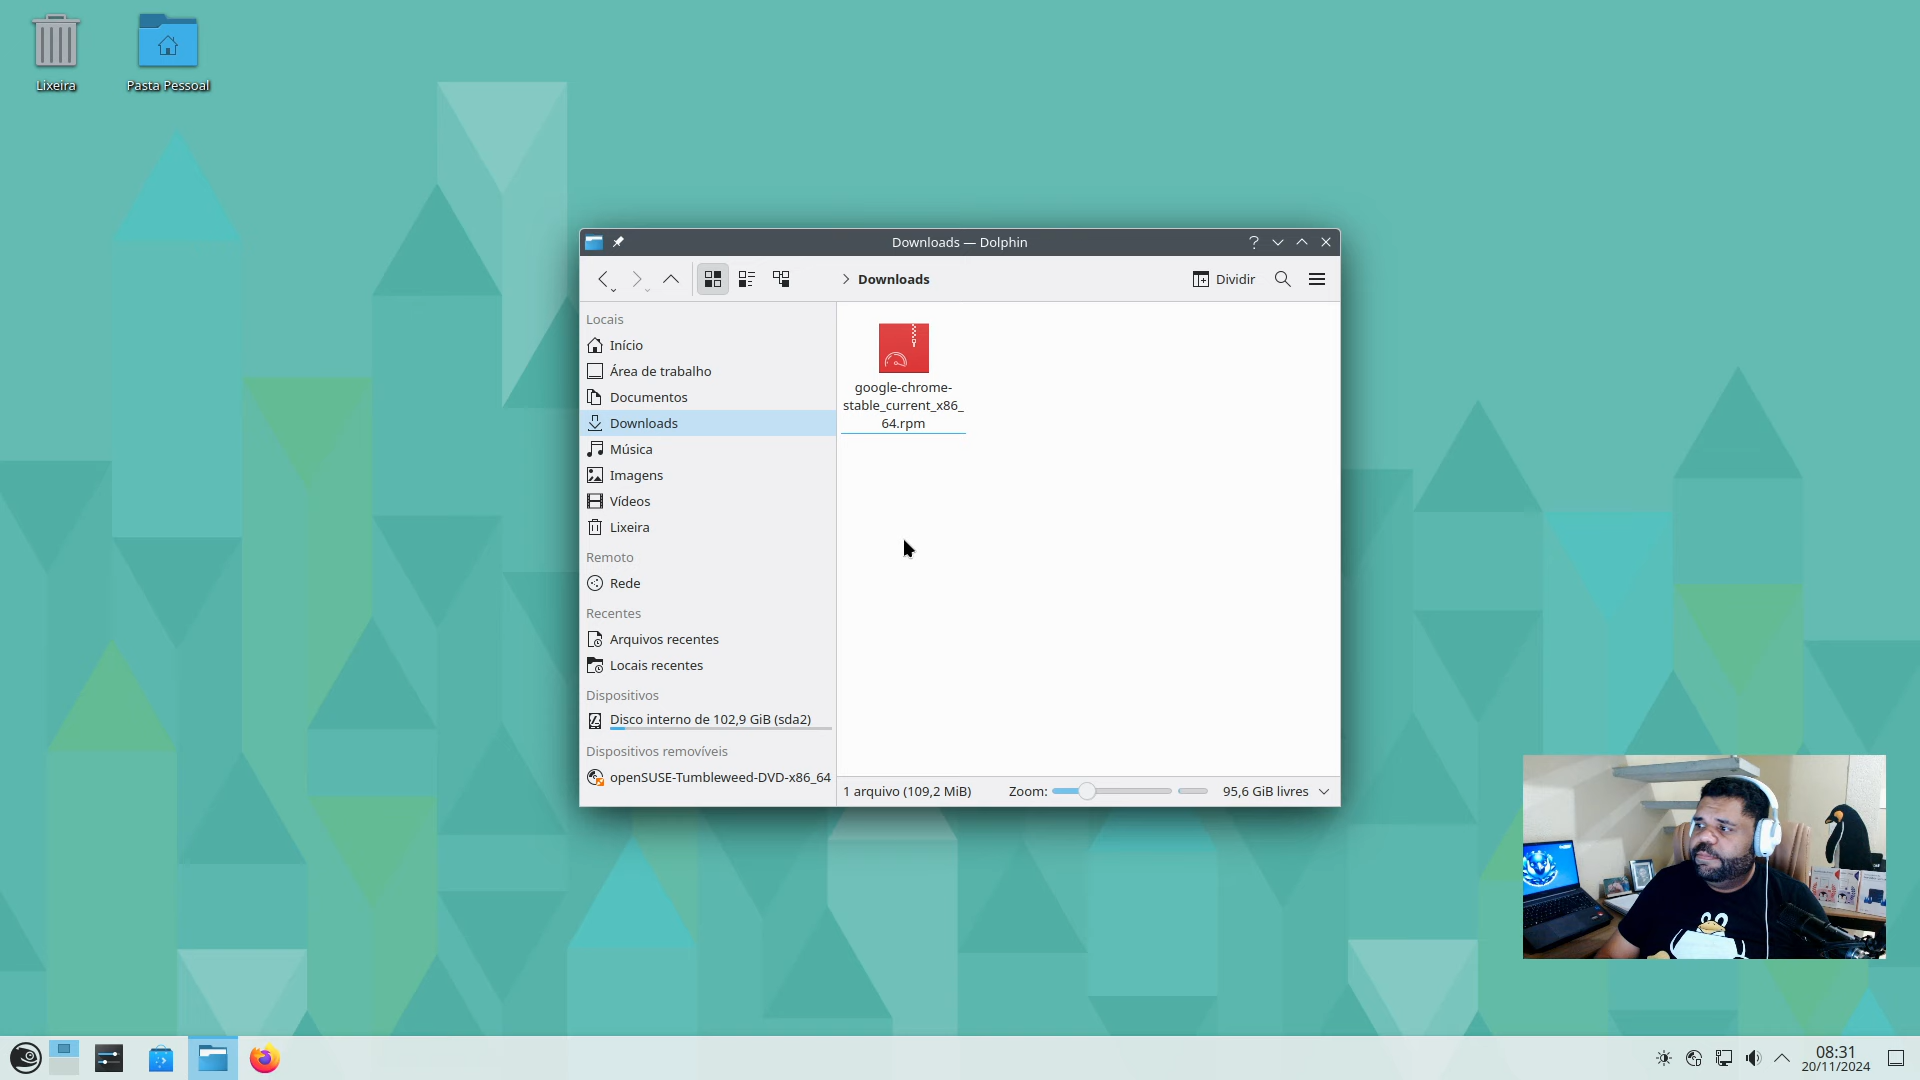 Lixeira
Pasta Pessoal
Downloads — Dolphin
Downloads
Dividir
Locais
Início
Área de trabalho
Documentos
Downloads
Música
Imagens
Vídeos
Lixeira
Remoto
Rede
Recentes
Arquivos recentes
Locais recentes
Dispositivos
Disco interno de 102,9 GiB (sda2)
Dispositivos removíveis
openSUSE-Tumbleweed-DVD-x86_64
google-chrome-
stable_current_x86_
64.rpm
1 arquivo (109,2 MiB)
Zoom:
95,6 GiB livres
08:31
20/11/2024